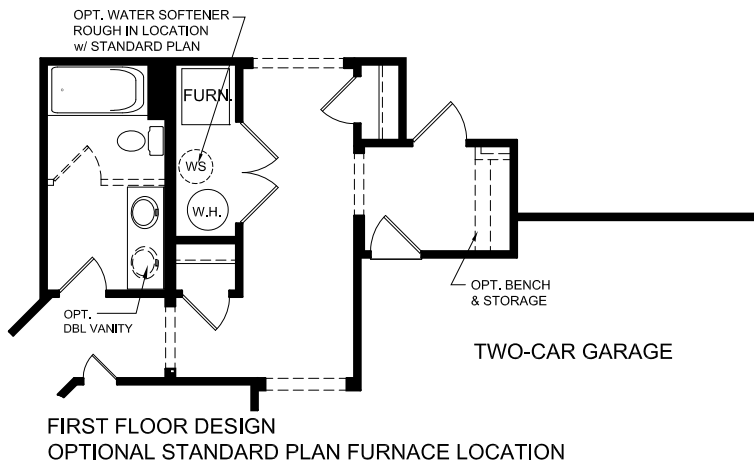 OPT. WATER SOFTENER
ROUGH IN LOCATION
w/ STANDARD PLAN
FURN.
WS
W.H.
OPT.
DBL VANITY
OPT. BENCH
& STORAGE
TWO-CAR GARAGE
FIRST FLOOR DESIGN
OPTIONAL STANDARD PLAN FURNACE LOCATION